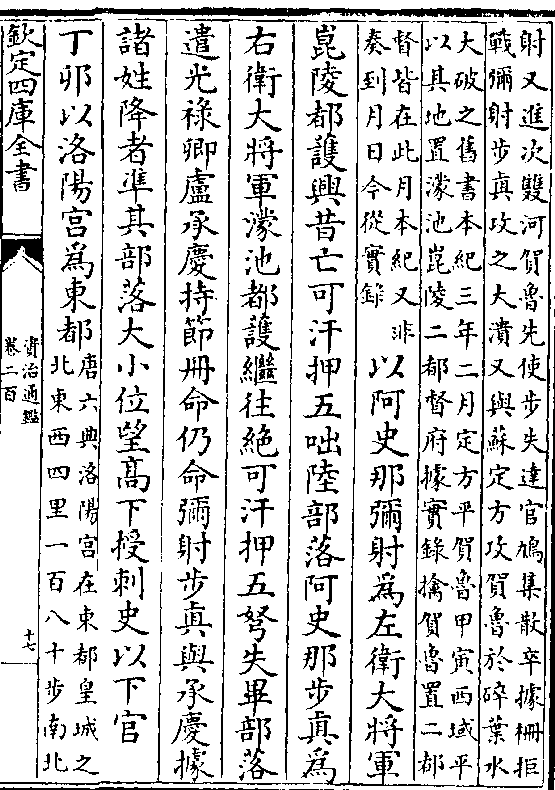 射又進次雙河賀魯先使步失達官鳩集散卒據柵拒
戰彌射步真攻之大潰又與蘇定方攻賀魯於碎葉水
大破之舊書本紀三年二月定方平賀魯甲寅西域平
以其地置濛池崑陵二都督府據實錄擒賀魯置二都
督皆在此月本紀又非
奏到月日今從實錄
以阿史那彌射為左衛大將軍
崑陵都護興昔亡可汗押五咄陸部落阿史那步真為
右衛大將軍濛池都護繼往絶可汗押五弩失畢部落
遣光祿卿盧承慶持節冊命仍命彌射步真與承慶據
諸姓降者準其部落大小位望高下授刺史以下官
丁卯以洛陽宫為東都
唐六典洛陽宫在東都皇城之
北東西四里一百八十步南北
欽定四庫全書
資治通鑑
卷二百
十七